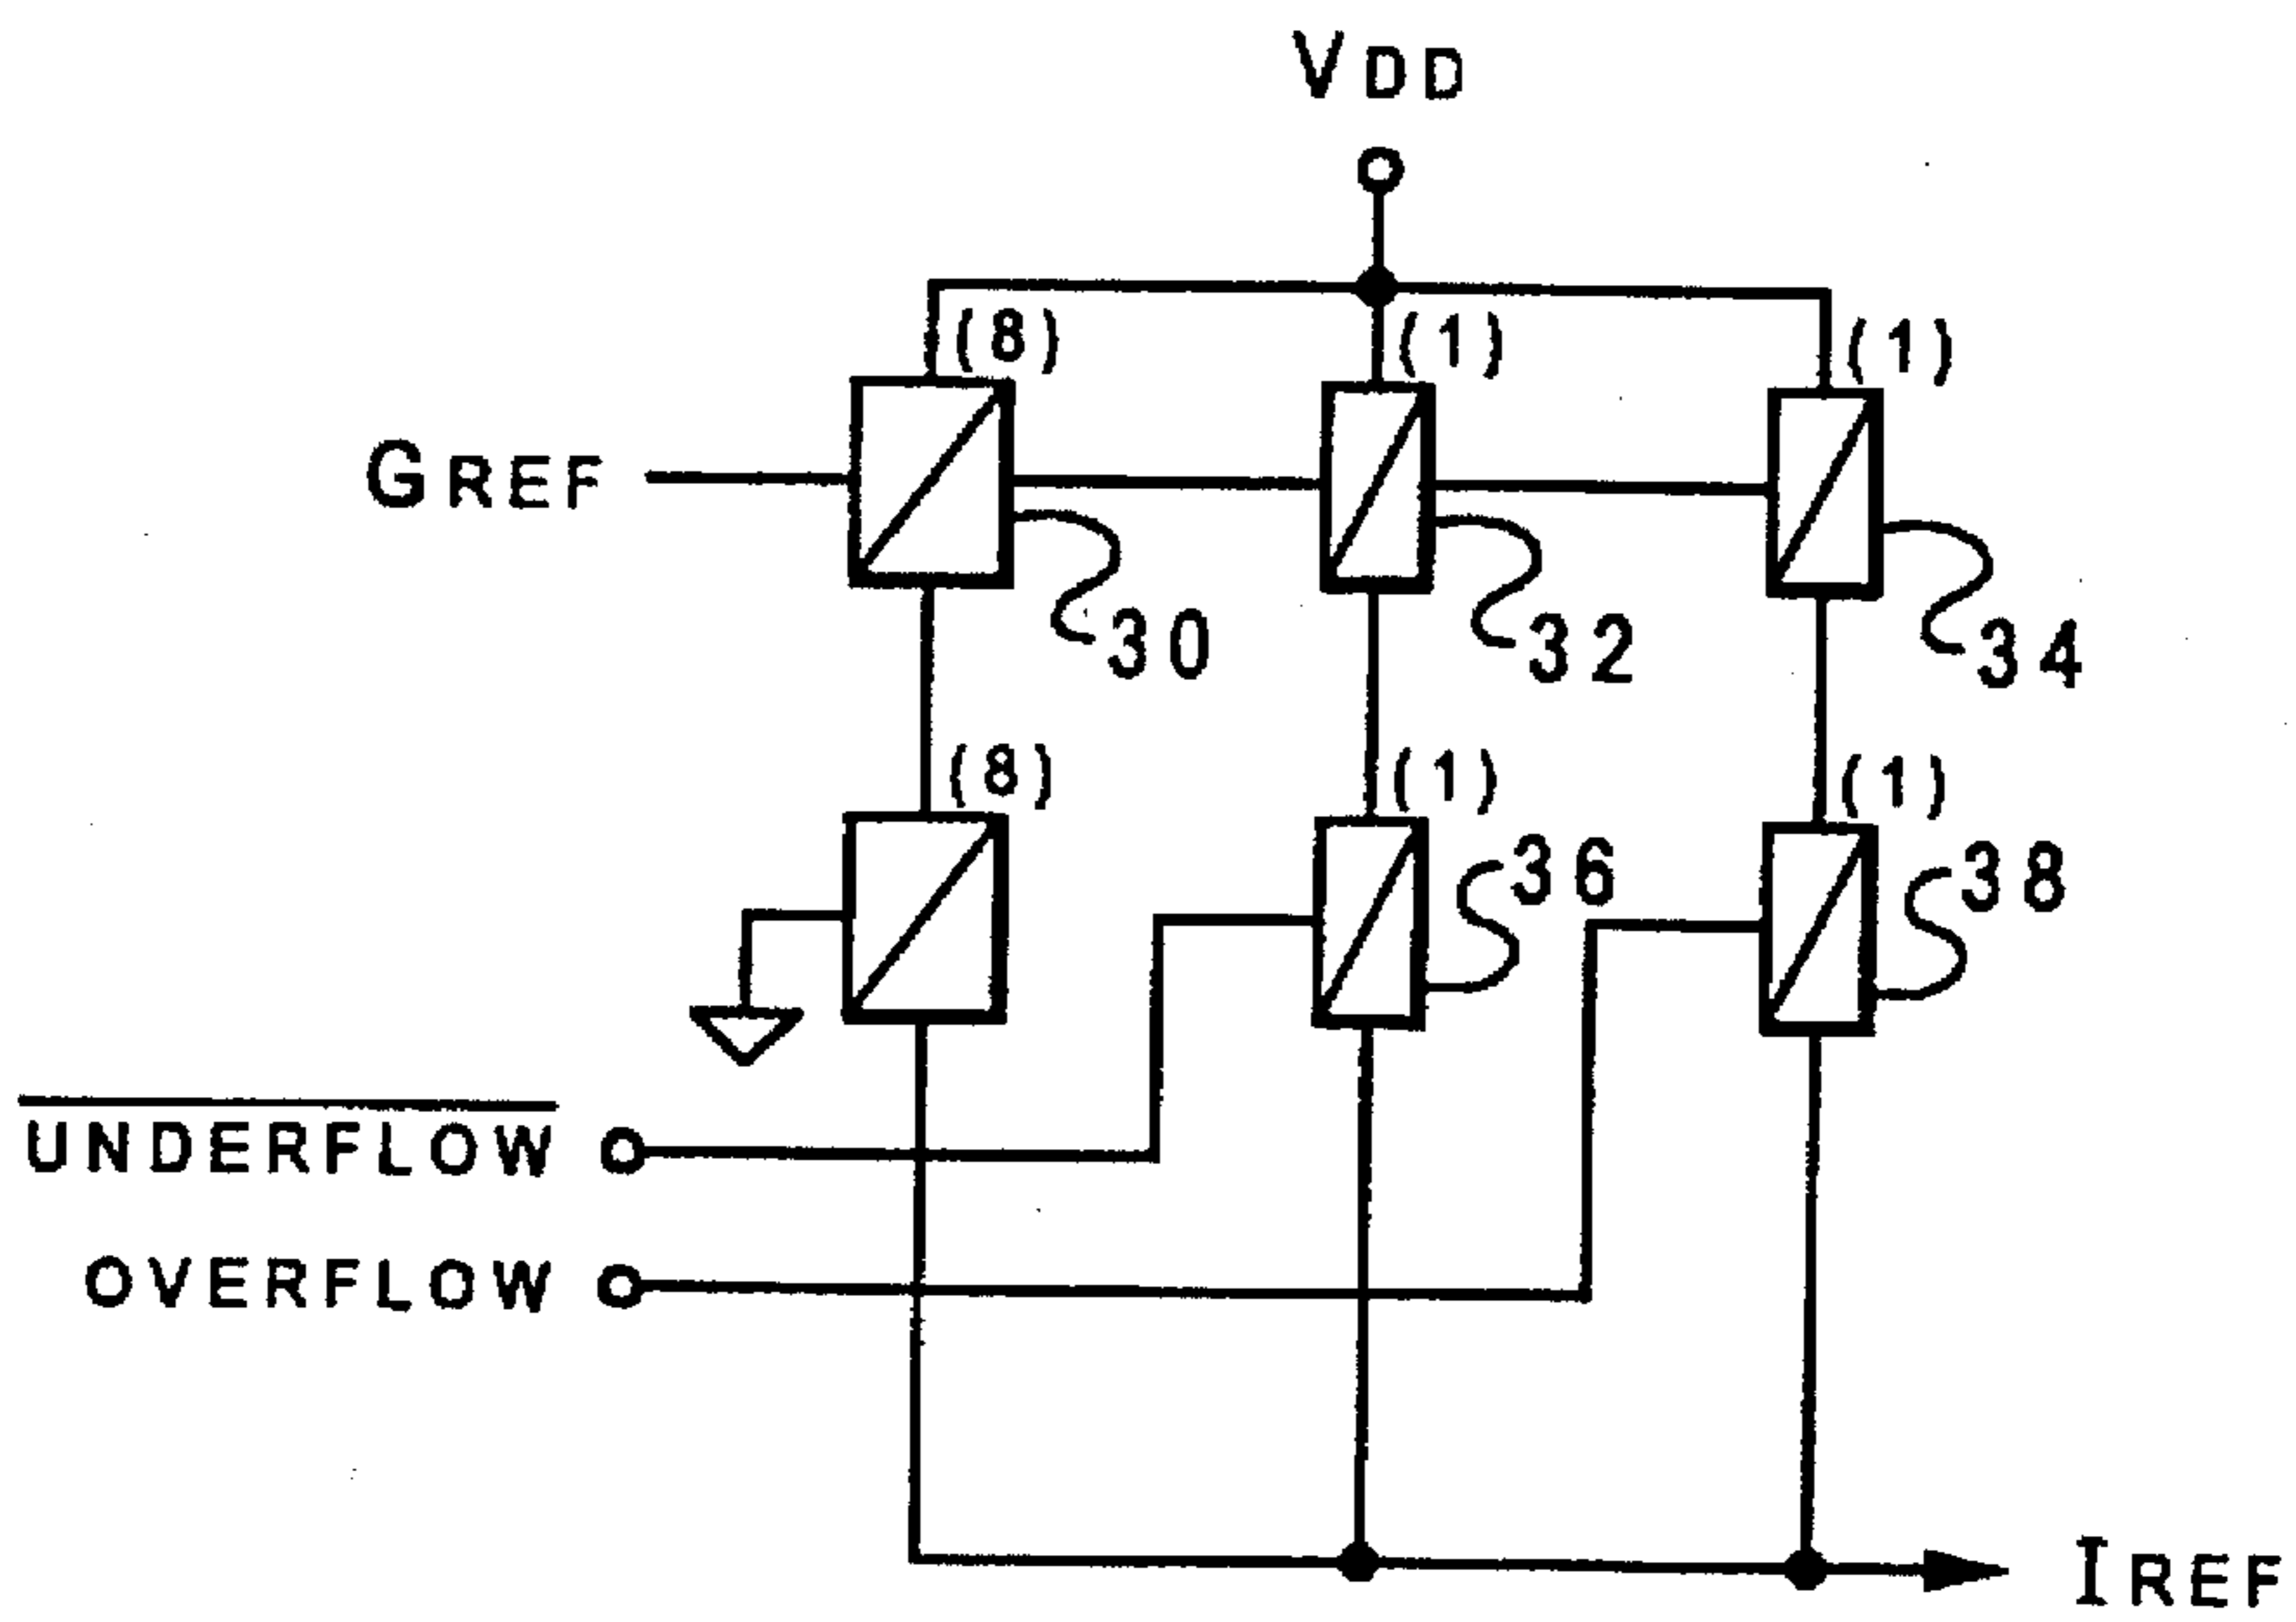 VDD
(8) (1) (1)
GREF
30 32 34
(8) (1) (1)
36 38
UNDERFLOW
OVERFLOW
IREF